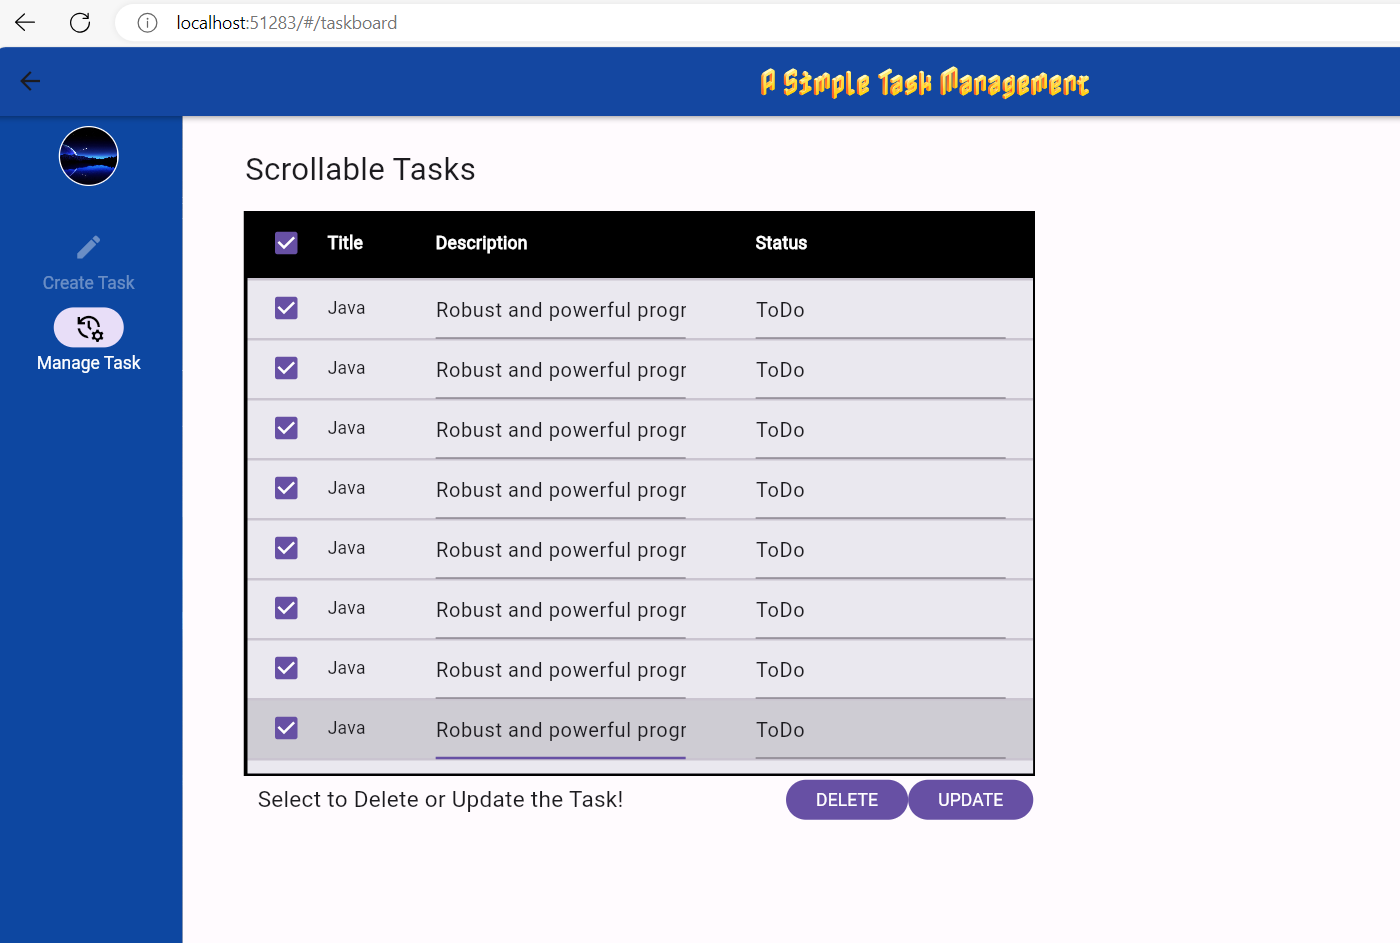 localhost:51283/#/taskboard
A Simple Task Management
Create Task
Manage Task
Scrollable Tasks
Title Description Status
Java Robust and powerful progr ToDo
Java Robust and powerful progr ToDo
Java Robust and powerful progr ToDo
Java Robust and powerful progr ToDo
Java Robust and powerful progr ToDo
Java Robust and powerful progr ToDo
Java Robust and powerful progr ToDo
Java Robust and powerful progr ToDo
Select to Delete or Update the Task! DELETE UPDATE